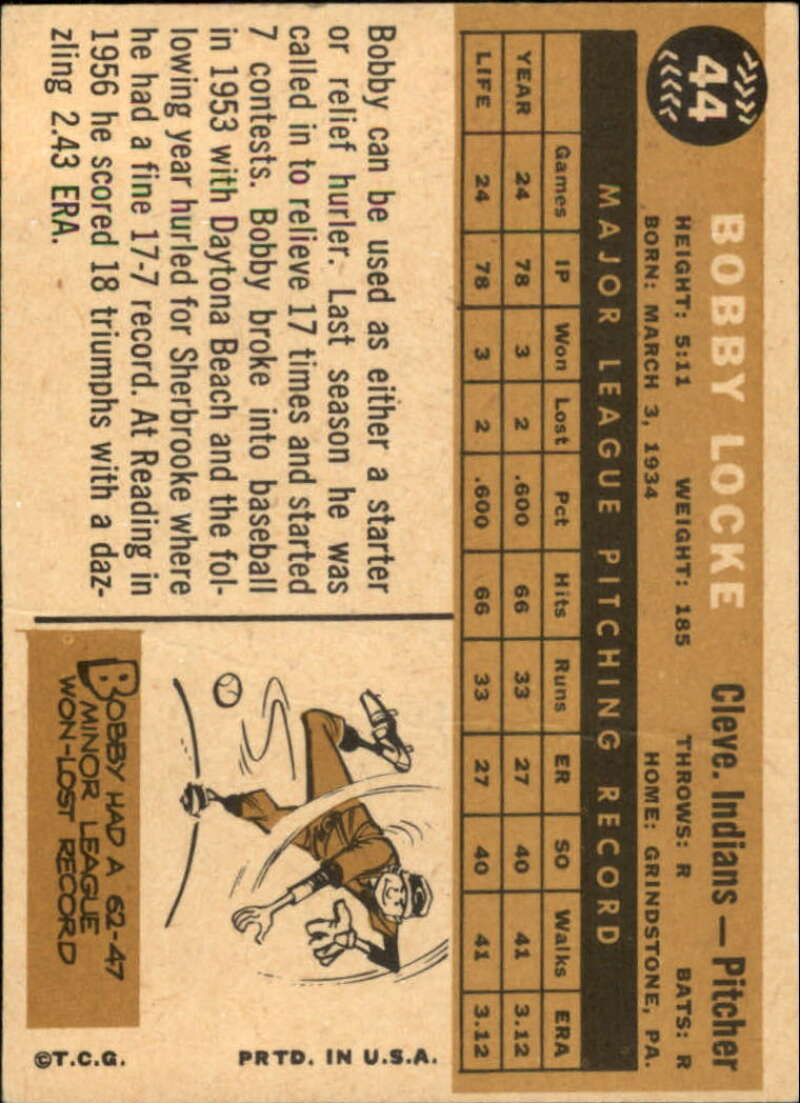 44
BOBBY LOCKE Cleve. Indians — Pitcher
HEIGHT: 5:11 WEIGHT: 185 THROWS: R BATS: R
BORN: MARCH 3, 1934 HOME: GRINDSTONE, PA.
MAJOR LEAGUE PITCHING RECORD
Games IP Won Lost Pct Hits Runs ER SO Walks ERA
YEAR 24 78 3 2 .600 66 33 27 40 41 3.12
LIFE 24 78 3 2 .600 66 33 27 40 41 3.12
Bobby can be used as either a starter
or relief hurler. Last season he was
called in to relieve 17 times and started
7 contests. Bobby broke into baseball
in 1953 with Daytona Beach and the fol-
lowing year hurled for Sherbrooke where
he had a fine 17-7 record. At Reading in
1956 he scored 18 triumphs with a daz-
zling 2.43 ERA.
BOBBY HAD A 62-47
MINOR LEAGUE
WON-LOST RECORD
©T.C.G. PRTD. IN U.S.A.